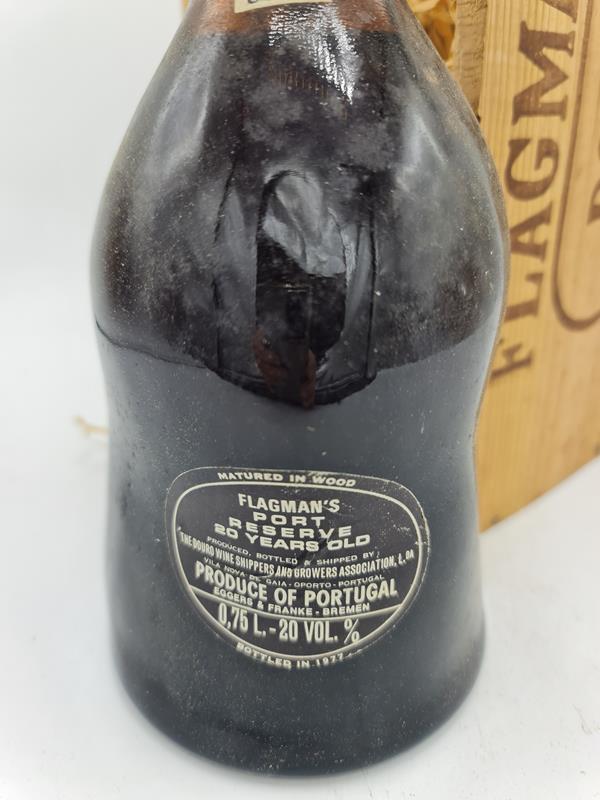 MATURED IN WOOD
FLAGMAN'S
PORT
RESERVE
20 YEARS OLD
PRODUCED, BOTTLED & SHIPPED BY:
THE DOURO WINE SHIPPERS AND GROWERS ASSOCIATION, L.DA
VILA NOVA DE GAIA - OPORTO - PORTUGAL
PRODUCE OF PORTUGAL
EGGERS & FRANKE - BREMEN
0,75 L. - 20 VOL. %
BOTTLED IN 1977
FLAGMA